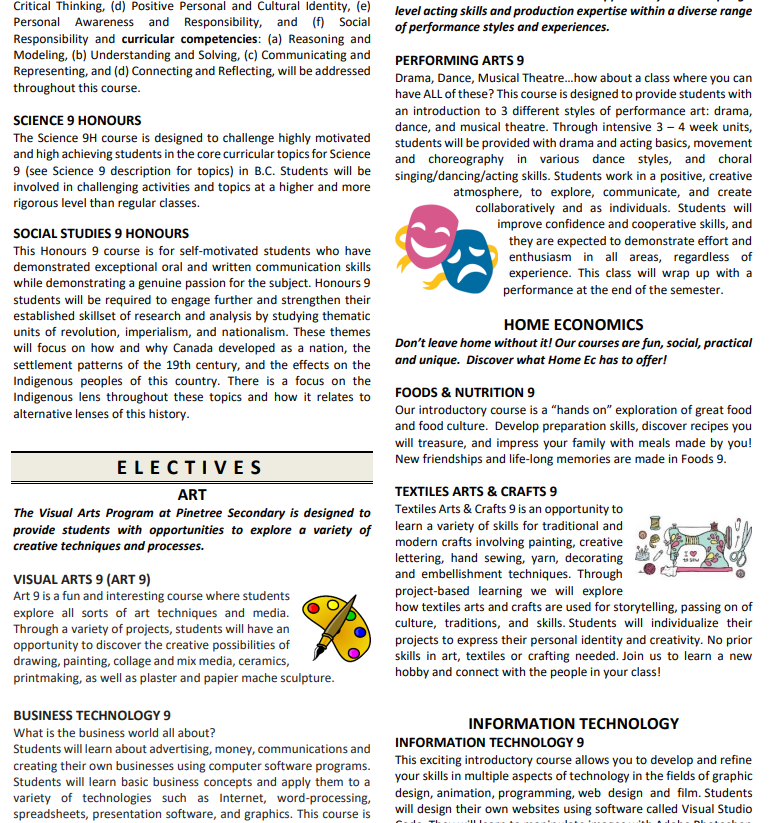 Critical Thinking, (d) Positive Personal and Cultural Identity, (e)
Personal Awareness and Responsibility, and (f) Social
Responsibility and curricular competencies: (a) Reasoning and
Modeling, (b) Understanding and Solving, (c) Communicating and
Representing, and (d) Connecting and Reflecting, will be addressed
throughout this course.
SCIENCE 9 HONOURS
The Science 9H course is designed to challenge highly motivated
and high achieving students in the core curricular topics for Science
9 (see Science 9 description for topics) in B.C. Students will be
involved in challenging activities and topics at a higher and more
rigorous level than regular classes.
SOCIAL STUDIES 9 HONOURS
This Honours 9 course is for self-motivated students who have
demonstrated exceptional oral and written communication skills
while demonstrating a genuine passion for the subject. Honours 9
students will be required to engage further and strengthen their
established skillset of research and analysis by studying thematic
units of revolution, imperialism, and nationalism. These themes
will focus on how and why Canada developed as a nation, the
settlement patterns of the 19th century, and the effects on the
Indigenous peoples of this country. There is a focus on the
Indigenous lens throughout these topics and how it relates to
alternative lenses of this history.
ELECTIVES
ART
The Visual Arts Program at Pinetree Secondary is designed to
provide students with opportunities to explore a variety of
creative techniques and processes.
VISUAL ARTS 9 (ART 9)
Art 9 is a fun and interesting course where students
explore all sorts of art techniques and media.
Through a variety of projects, students will have an
opportunity to discover the creative possibilities of
drawing, painting, collage and mix media, ceramics,
printmaking, as well as plaster and papier mache sculpture.
BUSINESS TECHNOLOGY 9
What is the business world all about?
Students will learn about advertising, money, communications and
creating their own businesses using computer software programs.
Students will learn basic business concepts and apply them to a
variety of technologies such as Internet, word-processing,
spreadsheets, presentation software, and graphics. This course is
level acting skills and production expertise within a diverse range
of performance styles and experiences.
PERFORMING ARTS 9
Drama, Dance, Musical Theatre…how about a class where you can
have ALL of these? This course is designed to provide students with
an introduction to 3 different styles of performance art: drama,
dance, and musical theatre. Through intensive 3 – 4 week units,
students will be provided with drama and acting basics, movement
and choreography in various dance styles, and choral
singing/dancing/acting skills. Students work in a positive, creative
atmosphere, to explore, communicate, and create
collaboratively and as individuals. Students will
improve confidence and cooperative skills, and
they are expected to demonstrate effort and
enthusiasm in all areas, regardless of
experience. This class will wrap up with a
performance at the end of the semester.
HOME ECONOMICS
Don't leave home without it! Our courses are fun, social, practical
and unique. Discover what Home Ec has to offer!
FOODS & NUTRITION 9
Our introductory course is a “hands on” exploration of great food
and food culture. Develop preparation skills, discover recipes you
will treasure, and impress your family with meals made by you!
New friendships and life-long memories are made in Foods 9.
TEXTILES ARTS & CRAFTS 9
Textiles Arts & Crafts 9 is an opportunity to
learn a variety of skills for traditional and
modern crafts involving painting, creative
lettering, hand sewing, yarn, decorating
and embellishment techniques. Through
project-based learning we will explore
how textiles arts and crafts are used for storytelling, passing on of
culture, traditions, and skills. Students will individualize their
projects to express their personal identity and creativity. No prior
skills in art, textiles or crafting needed. Join us to learn a new
hobby and connect with the people in your class!
INFORMATION TECHNOLOGY
INFORMATION TECHNOLOGY 9
This exciting introductory course allows you to develop and refine
your skills in multiple aspects of technology in the fields of graphic
design, animation, programming, web design and film. Students
will design their own websites using software called Visual Studio